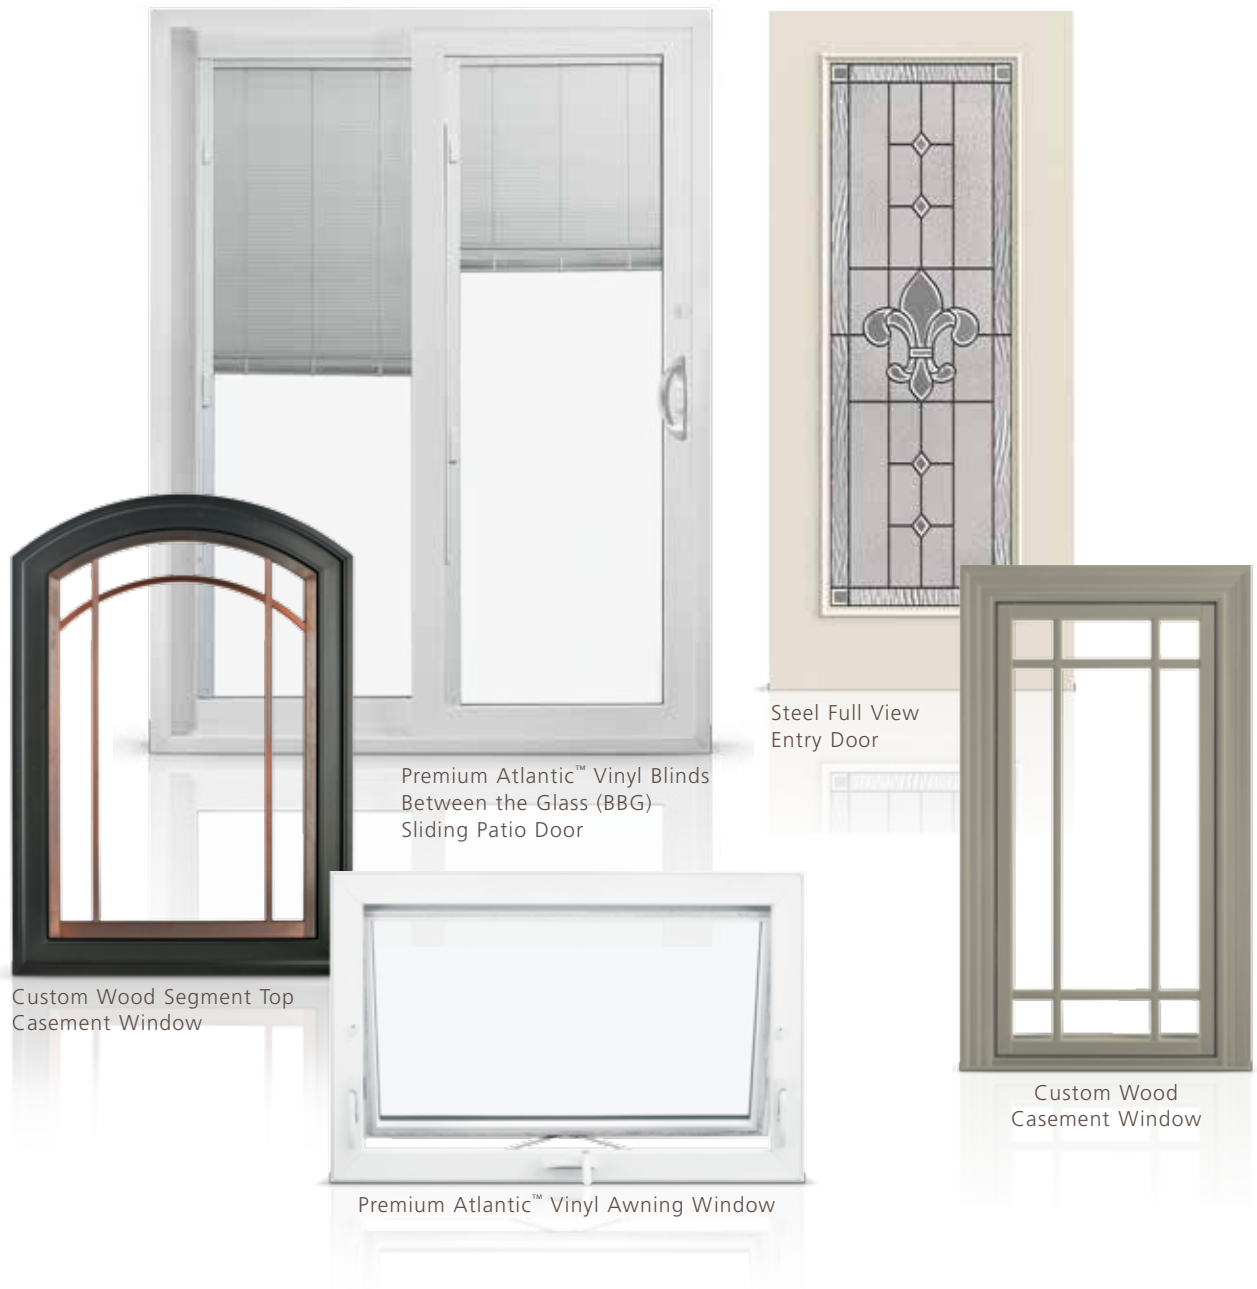 Steel Full View
Entry Door
Premium Atlantic™ Vinyl Blinds
Between the Glass (BBG)
Sliding Patio Door
Custom Wood Segment Top
Casement Window
Custom Wood
Casement Window
Premium Atlantic™ Vinyl Awning Window